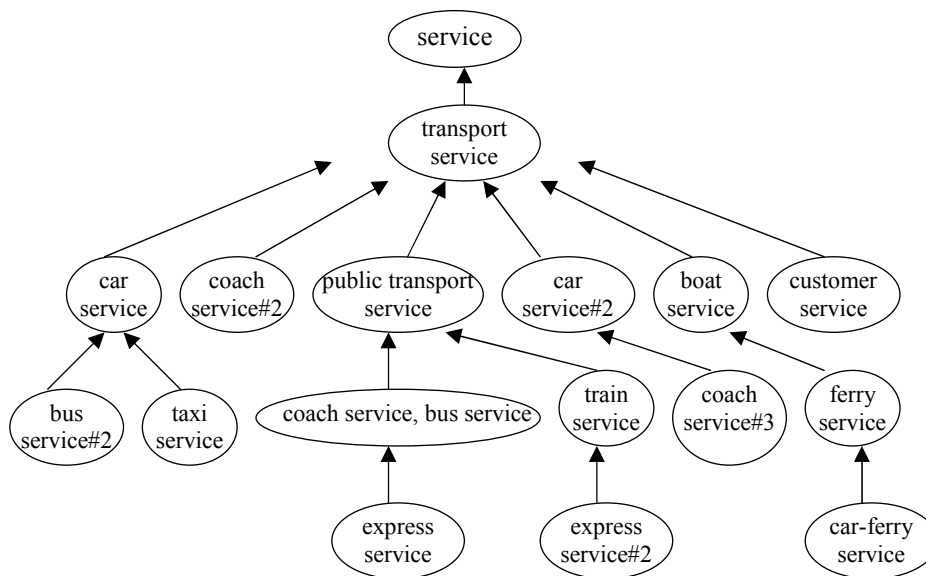 service
transport
service
car
service
coach
service#2
public transport
service
car
service#2
boat
service
customer
service
bus
service#2
taxi
service
coach service, bus service
train
service
coach
service#3
ferry
service
express
service
express
service#2
car-ferry
service